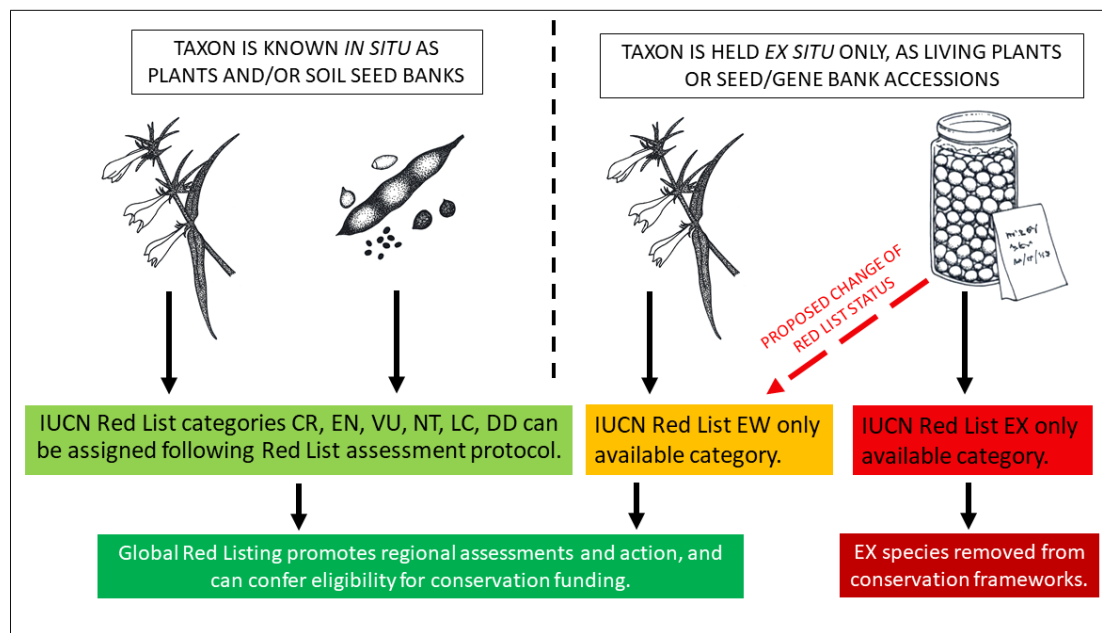 TAXON IS KNOWN IN SITU AS
PLANTS AND/OR SOIL SEED BANKS
TAXON IS HELD EX SITU ONLY, AS LIVING PLANTS
OR SEED/GENE BANK ACCESSIONS
PROPOSED CHANGE OF
RED LIST STATUS
IUCN Red List categories CR, EN, VU, NT, LC, DD can
be assigned following Red List assessment protocol.
IUCN Red List EW only
available category.
IUCN Red List EX only
available category.
Global Red Listing promotes regional assessments and action, and
can confer eligibility for conservation funding.
EX species removed from
conservation frameworks.